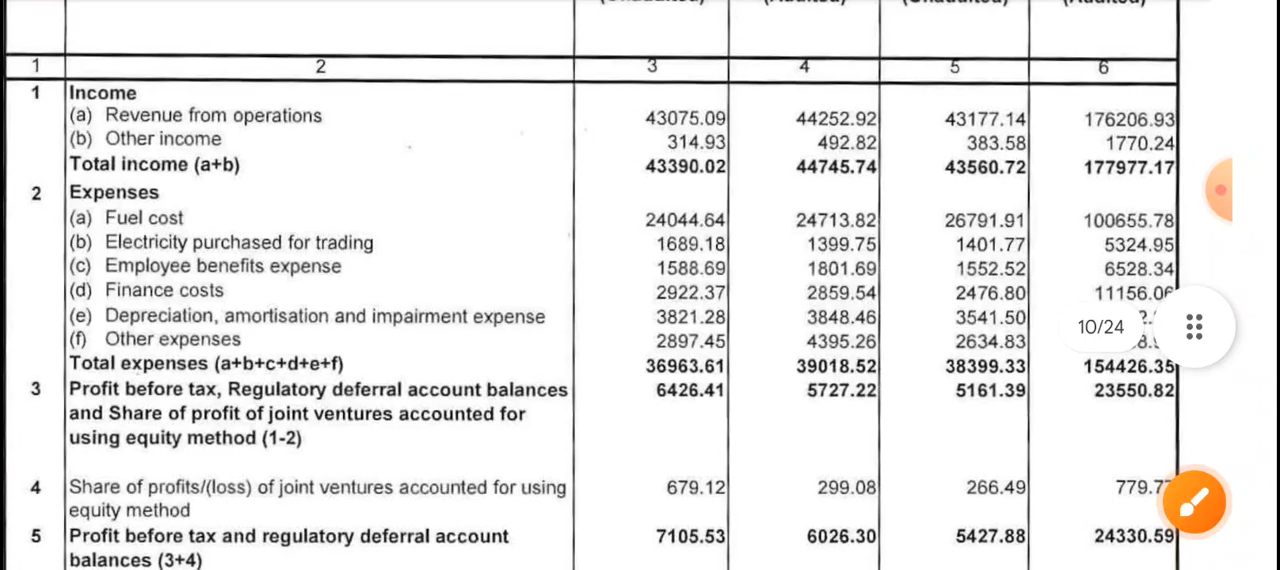 1 2 3 4 5 6
1 Income
(a) Revenue from operations 43075.09 44252.92 43177.14 176206.93
(b) Other income 314.93 492.82 383.58 1770.24
Total income (a+b) 43390.02 44745.74 43560.72 177977.17
2 Expenses
(a) Fuel cost 24044.64 24713.82 26791.91 100655.78
(b) Electricity purchased for trading 1689.18 1399.75 1401.77 5324.95
(c) Employee benefits expense 1588.69 1801.69 1552.52 6528.34
(d) Finance costs 2922.37 2859.54 2476.80 11156.06
(e) Depreciation, amortisation and impairment expense 3821.28 3848.46 3541.50
10/24
(f) Other expenses 2897.45 4395.26 2634.83
Total expenses (a+b+c+d+e+f) 36963.61 39018.52 38399.33 154426.35
3 Profit before tax, Regulatory deferral account balances 6426.41 5727.22 5161.39 23550.82
and Share of profit of joint ventures accounted for
using equity method (1-2)
4 Share of profits/(loss) of joint ventures accounted for using 679.12 299.08 266.49 779.77
equity method
5 Profit before tax and regulatory deferral account 7105.53 6026.30 5427.88 24330.59
balances (3+4)